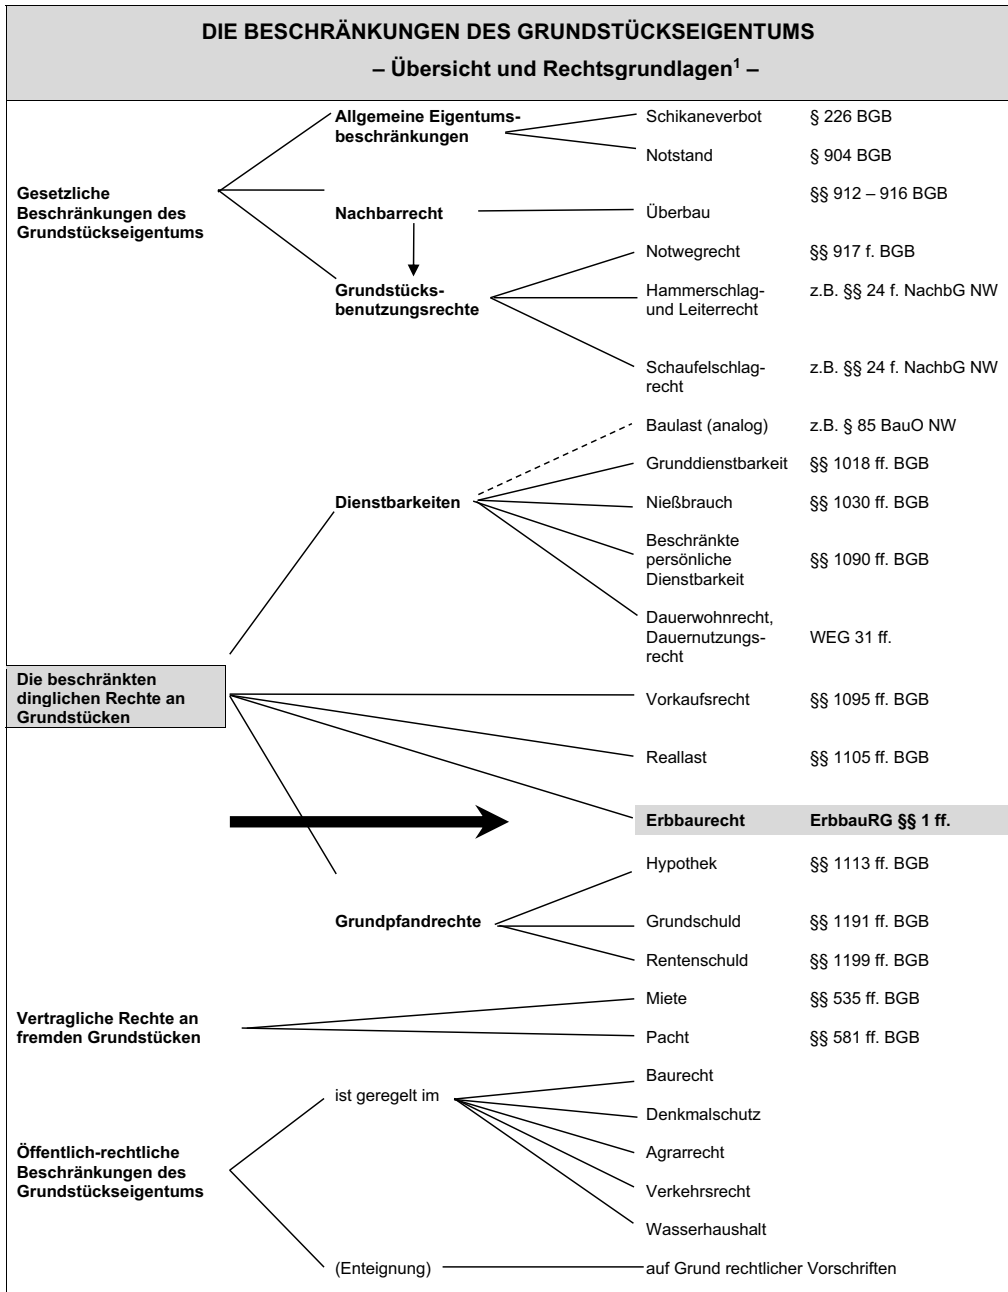 DIE BESCHRÄNKUNGEN DES GRUNDSTÜCKSEIGENTUMS
– Übersicht und Rechtsgrundlagen¹ –
Gesetzliche
Beschränkungen des
Grundstückseigentums
Allgemeine Eigentums-
beschränkungen
Schikaneverbot § 226 BGB
Notstand § 904 BGB
Nachbarrecht
Überbau §§ 912 – 916 BGB
Grundstücks-
benutzungsrechte
Notwegrecht §§ 917 f. BGB
Hammerschlag- z.B. §§ 24 f. NachbG NW
und Leiterrecht
Schaufelschlag- z.B. §§ 24 f. NachbG NW
recht
Die beschränkten
dinglichen Rechte an
Grundstücken
Dienstbarkeiten
Baulast (analog) z.B. § 85 BauO NW
Grunddienstbarkeit §§ 1018 ff. BGB
Nießbrauch §§ 1030 ff. BGB
Beschränkte
persönliche §§ 1090 ff. BGB
Dienstbarkeit
Dauerwohnrecht,
Dauernutzungs- WEG 31 ff.
recht
Vorkaufsrecht §§ 1095 ff. BGB
Reallast §§ 1105 ff. BGB
Erbbaurecht ErbbauRG §§ 1 ff.
Grundpfandrechte
Hypothek §§ 1113 ff. BGB
Grundschuld §§ 1191 ff. BGB
Rentenschuld §§ 1199 ff. BGB
Vertragliche Rechte an
fremden Grundstücken
Miete §§ 535 ff. BGB
Pacht §§ 581 ff. BGB
Öffentlich-rechtliche
Beschränkungen des
Grundstückseigentums
ist geregelt im
Baurecht
Denkmalschutz
Agrarrecht
Verkehrsrecht
Wasserhaushalt
(Enteignung) auf Grund rechtlicher Vorschriften